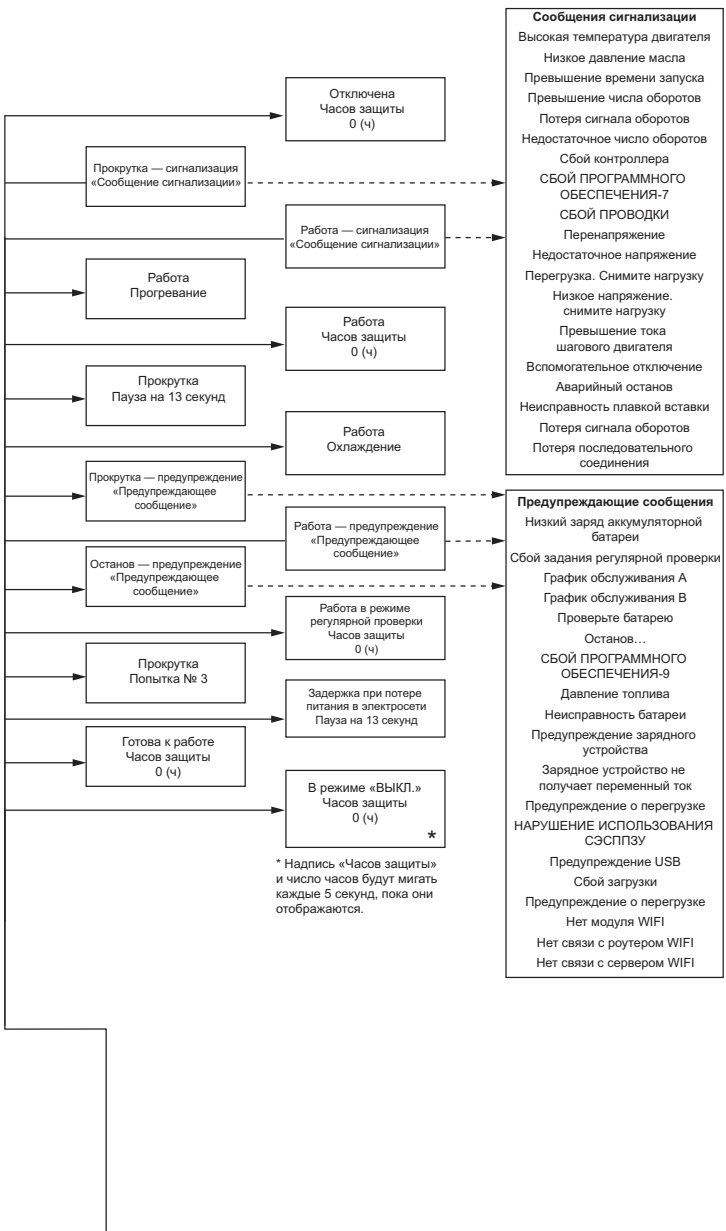 Отключена
Часов защиты
0 (ч)
Прокрутка — сигнализация
«Сообщение сигнализации»
Работа — сигнализация
«Сообщение сигнализации»
Работа
Прогревание
Работа
Часов защиты
0 (ч)
Прокрутка
Пауза на 13 секунд
Работа
Охлаждение
Прокрутка — предупреждение
«Предупреждающее
сообщение»
Работа — предупреждение
«Предупреждающее
сообщение»
Останов — предупреждение
«Предупреждающее
сообщение»
Работа в режиме
регулярной проверки
Часов защиты
0 (ч)
Прокрутка
Попытка № 3
Задержка при потере
питания в электросети
Пауза на 13 секунд
Готова к работе
Часов защиты
0 (ч)
В режиме «ВЫКЛ.»
Часов защиты
0 (ч)
*
* Надпись «Часов защиты»
и число часов будут мигать
каждые 5 секунд, пока они
отображаются.
Сообщения сигнализации
Высокая температура двигателя
Низкое давление масла
Превышение времени запуска
Превышение числа оборотов
Потеря сигнала оборотов
Недостаточное число оборотов
Сбой контроллера
СБОЙ ПРОГРАММНОГО
ОБЕСПЕЧЕНИЯ-7
СБОЙ ПРОВОДКИ
Перенапряжение
Недостаточное напряжение
Перегрузка. Снимите нагрузку
Низкое напряжение.
снимите нагрузку
Превышение тока
шагового двигателя
Вспомогательное отключение
Аварийный останов
Неисправность плавкой вставки
Потеря сигнала оборотов
Потеря последовательного
соединения
Предупреждающие сообщения
Низкий заряд аккумуляторной
батареи
Сбой задания регулярной проверки
График обслуживания А
График обслуживания В
Проверьте батарею
Останов…
СБОЙ ПРОГРАММНОГО
ОБЕСПЕЧЕНИЯ-9
Давление топлива
Неисправность батареи
Предупреждение зарядного
устройства
Зарядное устройство не
получает переменный ток
Предупреждение о перегрузке
НАРУШЕНИЕ ИСПОЛЬЗОВАНИЯ
СЭСППЗУ
Предупреждение USB
Сбой загрузки
Предупреждение о перегрузке
Нет модуля WIFI
Нет связи с роутером WIFI
Нет связи с сервером WIFI